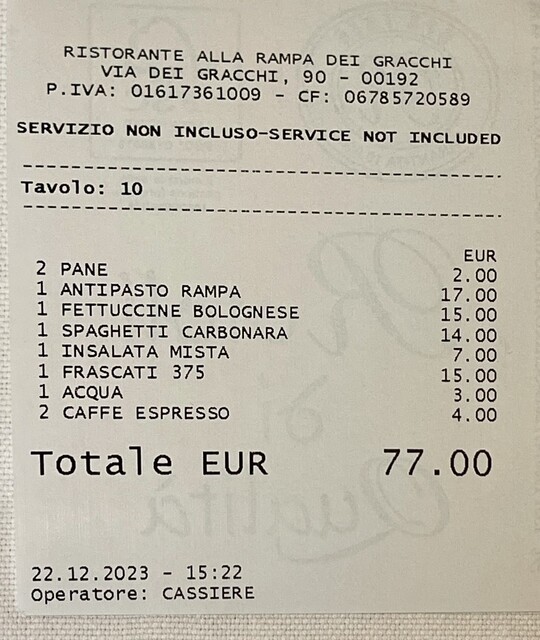 RISTORANTE ALLA RAMPA DEI GRACCHI
VIA DEI GRACCHI, 90 - 00192
P.IVA: 01617361009 - CF: 06785720589
SERVIZIO NON INCLUSO-SERVICE NOT INCLUDED
Tavolo: 10
EUR
2 PANE 2.00
1 ANTIPASTO RAMPA 17.00
1 FETTUCCINE BOLOGNESE 15.00
1 SPAGHETTI CARBONARA 14.00
1 INSALATA MISTA 7.00
1 FRASCATI 375 15.00
1 ACQUA 3.00
2 CAFFE ESPRESSO 4.00
Totale EUR 77.00
22.12.2023 - 15:22
Operatore: CASSIERE